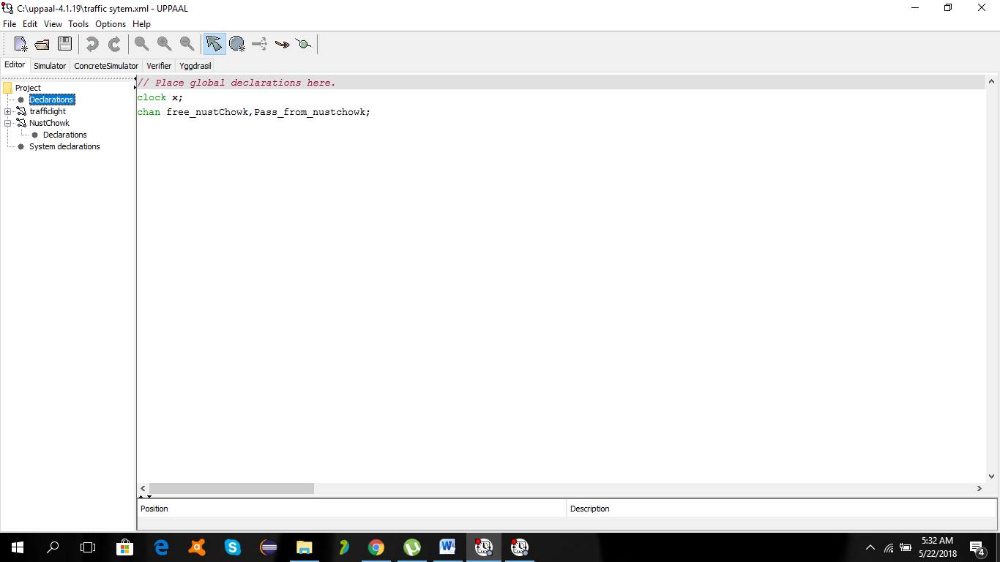 C:\uppaal-4.1.19\traffic sytem.xml - UPPAAL
File Edit View Tools Options Help
Editor Simulator ConcreteSimulator Verifier Yggdrasil
Project
Declarations
trafficlight
NustChowk
Declarations
System declarations
// Place global declarations here.
clock x;
chan free_nustChowk,Pass_from_nustchowk;
Position Description
5:32 AM
5/22/2018
4